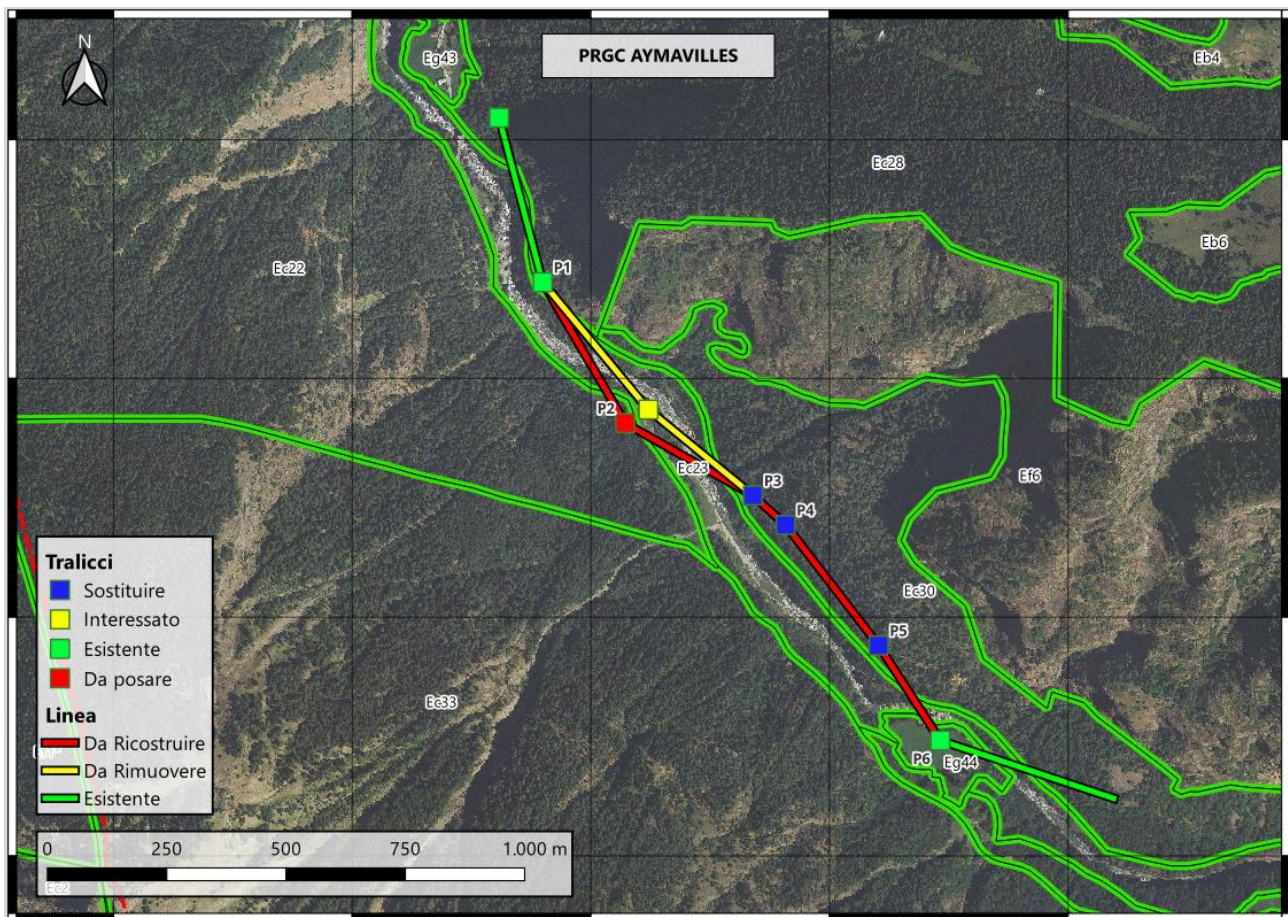 PRGC AYMAVILLES
N
Eg43
Eb4
Ec28
Eb6
Ec22
P1
P2
Ec23
P3
P4
Ef6
Ec30
P5
Ec33
P6
Eg44
Tralicci
Sostituire
Interessato
Esistente
Da posare
Linea
Da Ricostruire
Da Rimuovere
Esistente
0 250 500 750 1.000 m
Ec2